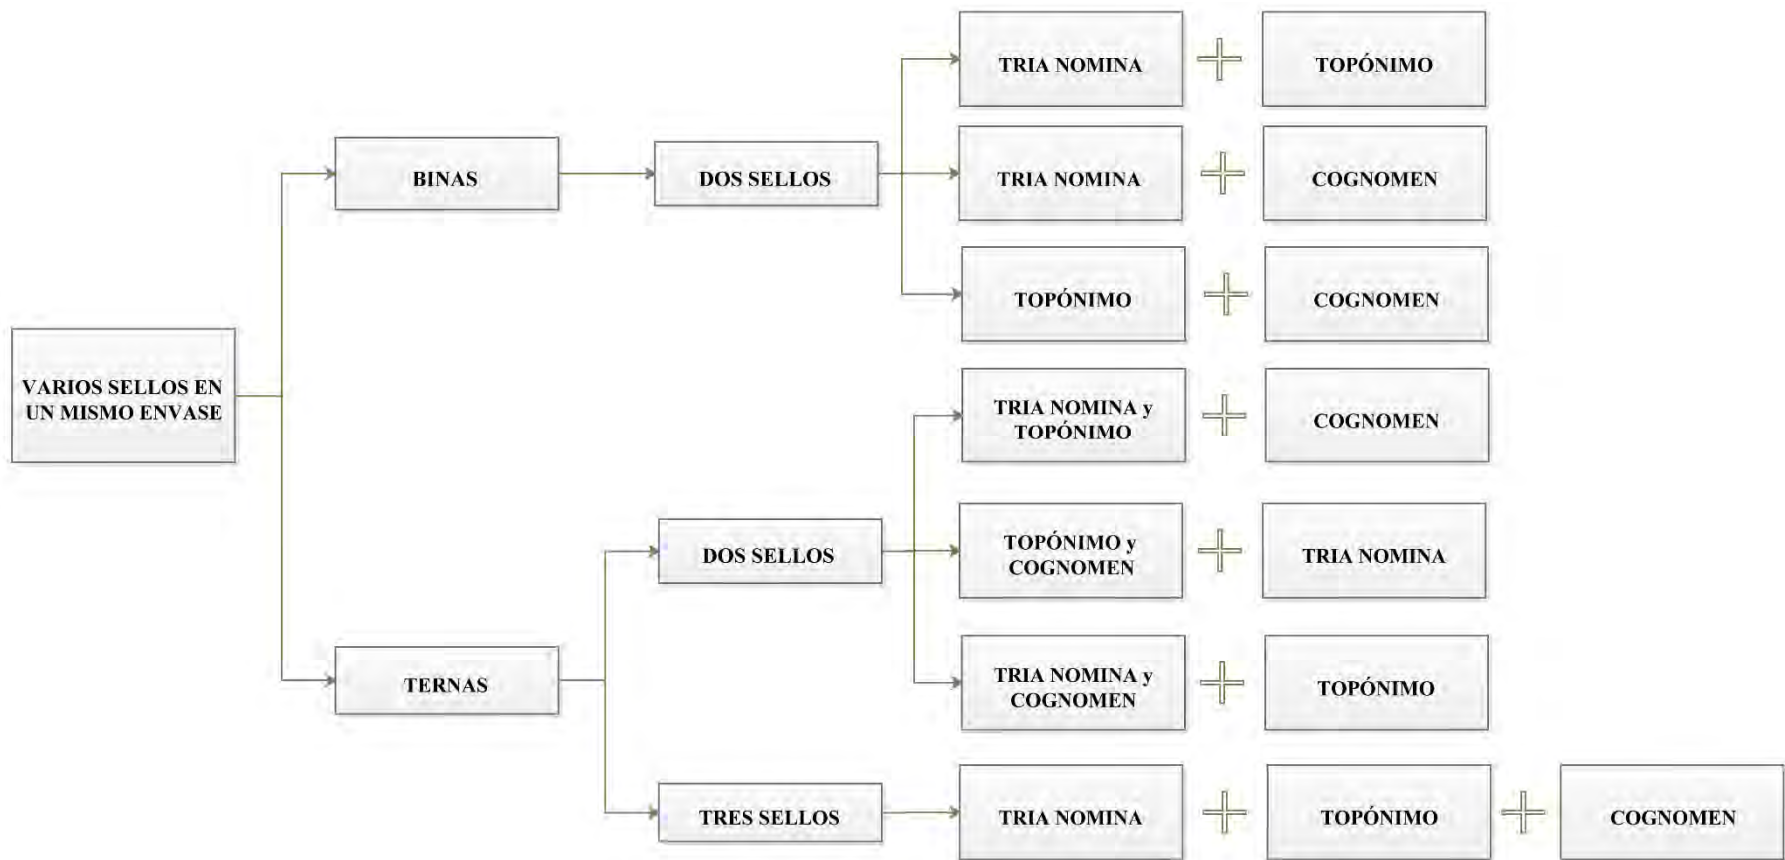 TRIA NOMINA
TOPÓNIMO
BINAS
DOS SELLOS
TRIA NOMINA
COGNOMEN
TOPÓNIMO
COGNOMEN
VARIOS SELLOS EN
UN MISMO ENVASE
TRIA NOMINA y
TOPÓNIMO
COGNOMEN
DOS SELLOS
TOPÓNIMO y
COGNOMEN
TRIA NOMINA
TERNAS
TRIA NOMINA y
COGNOMEN
TOPÓNIMO
TRES SELLOS
TRIA NOMINA
TOPÓNIMO
COGNOMEN